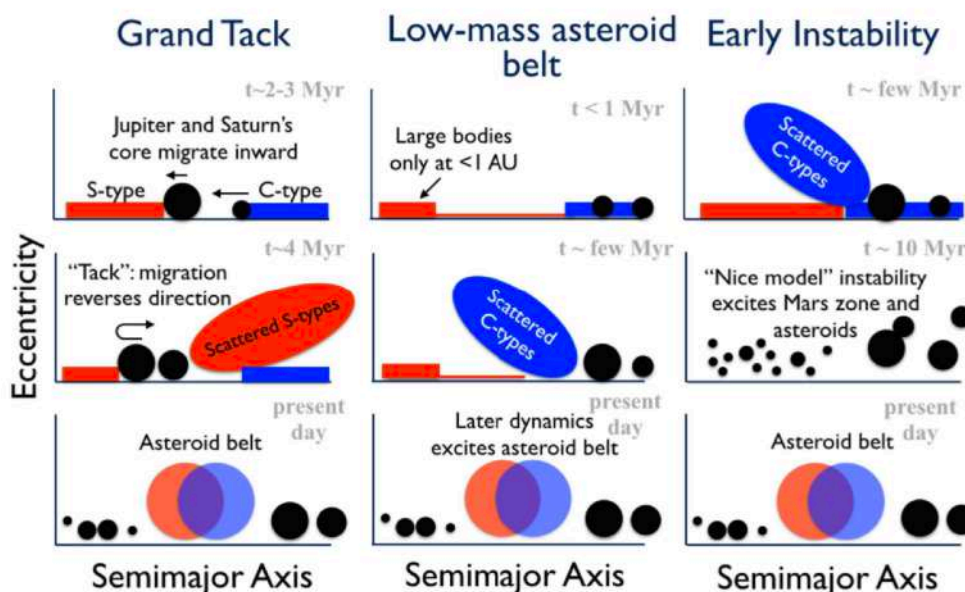 Grand Tack
Low-mass asteroid
belt
Early Instability
t~2-3 Myr
Jupiter and Saturn's
core migrate inward
S-type
C-type
t < 1 Myr
Large bodies
only at <1 AU
t ~ few Myr
Scattered
C-types
Eccentricity
t~4 Myr
"Tack": migration
reverses direction
Scattered S-types
t ~ few Myr
Scattered
C-types
t ~ 10 Myr
"Nice model" instability
excites Mars zone and
asteroids
present
day
Asteroid belt
present
day
Later dynamics
excites asteroid belt
present
day
Asteroid belt
Semimajor Axis
Semimajor Axis
Semimajor Axis